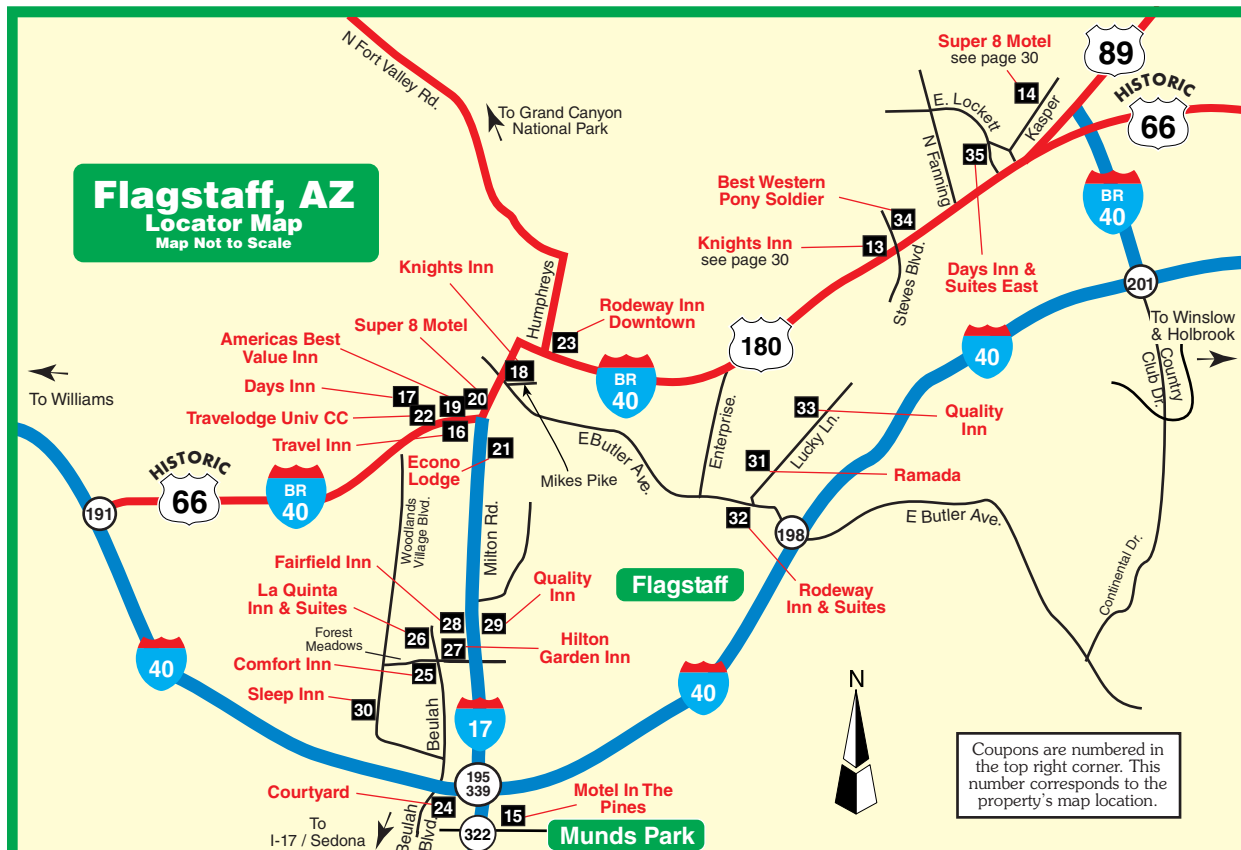 Flagstaff, AZ
Locator Map
Map Not to Scale
N Fort Valley Rd.
To Grand Canyon
National Park
Super 8 Motel
see page 30
14
89
HISTORIC
66
E. Lockett
Kasper
N Fanning
35
BR
40
Best Western
Pony Soldier
34
Knights Inn
see page 30
13
Steves Blvd.
Days Inn &
Suites East
201
To Winslow
& Holbrook
Country
Club Dr.
40
Knights Inn
Humphreys
Rodeway Inn
Downtown
23
180
BR
40
Super 8 Motel
Americas Best
Value Inn
Days Inn
Travelodge Univ CC
Travel Inn
17
22
19
20
18
16
To Williams
Econo
Lodge
21
Mikes Pike
E Butler Ave.
Enterprise.
33
Lucky Ln.
Quality
Inn
31
Ramada
32
198
E Butler Ave.
Rodeway
Inn & Suites
Continental Dr.
HISTORIC
66
BR
40
191
Woodlands
Village Blvd.
Milton Rd.
Fairfield Inn
28
La Quinta
Inn & Suites
26
Quality
Inn
29
Flagstaff
Forest
Meadows
27
Hilton
Garden Inn
Comfort Inn
25
Sleep Inn
30
Beulah
40
17
40
N
195
339
Courtyard
24
Beulah
Blvd.
To
I-17 / Sedona
322
15
Motel In The
Pines
Munds Park
Coupons are numbered in
the top right corner. This
number corresponds to the
property's map location.